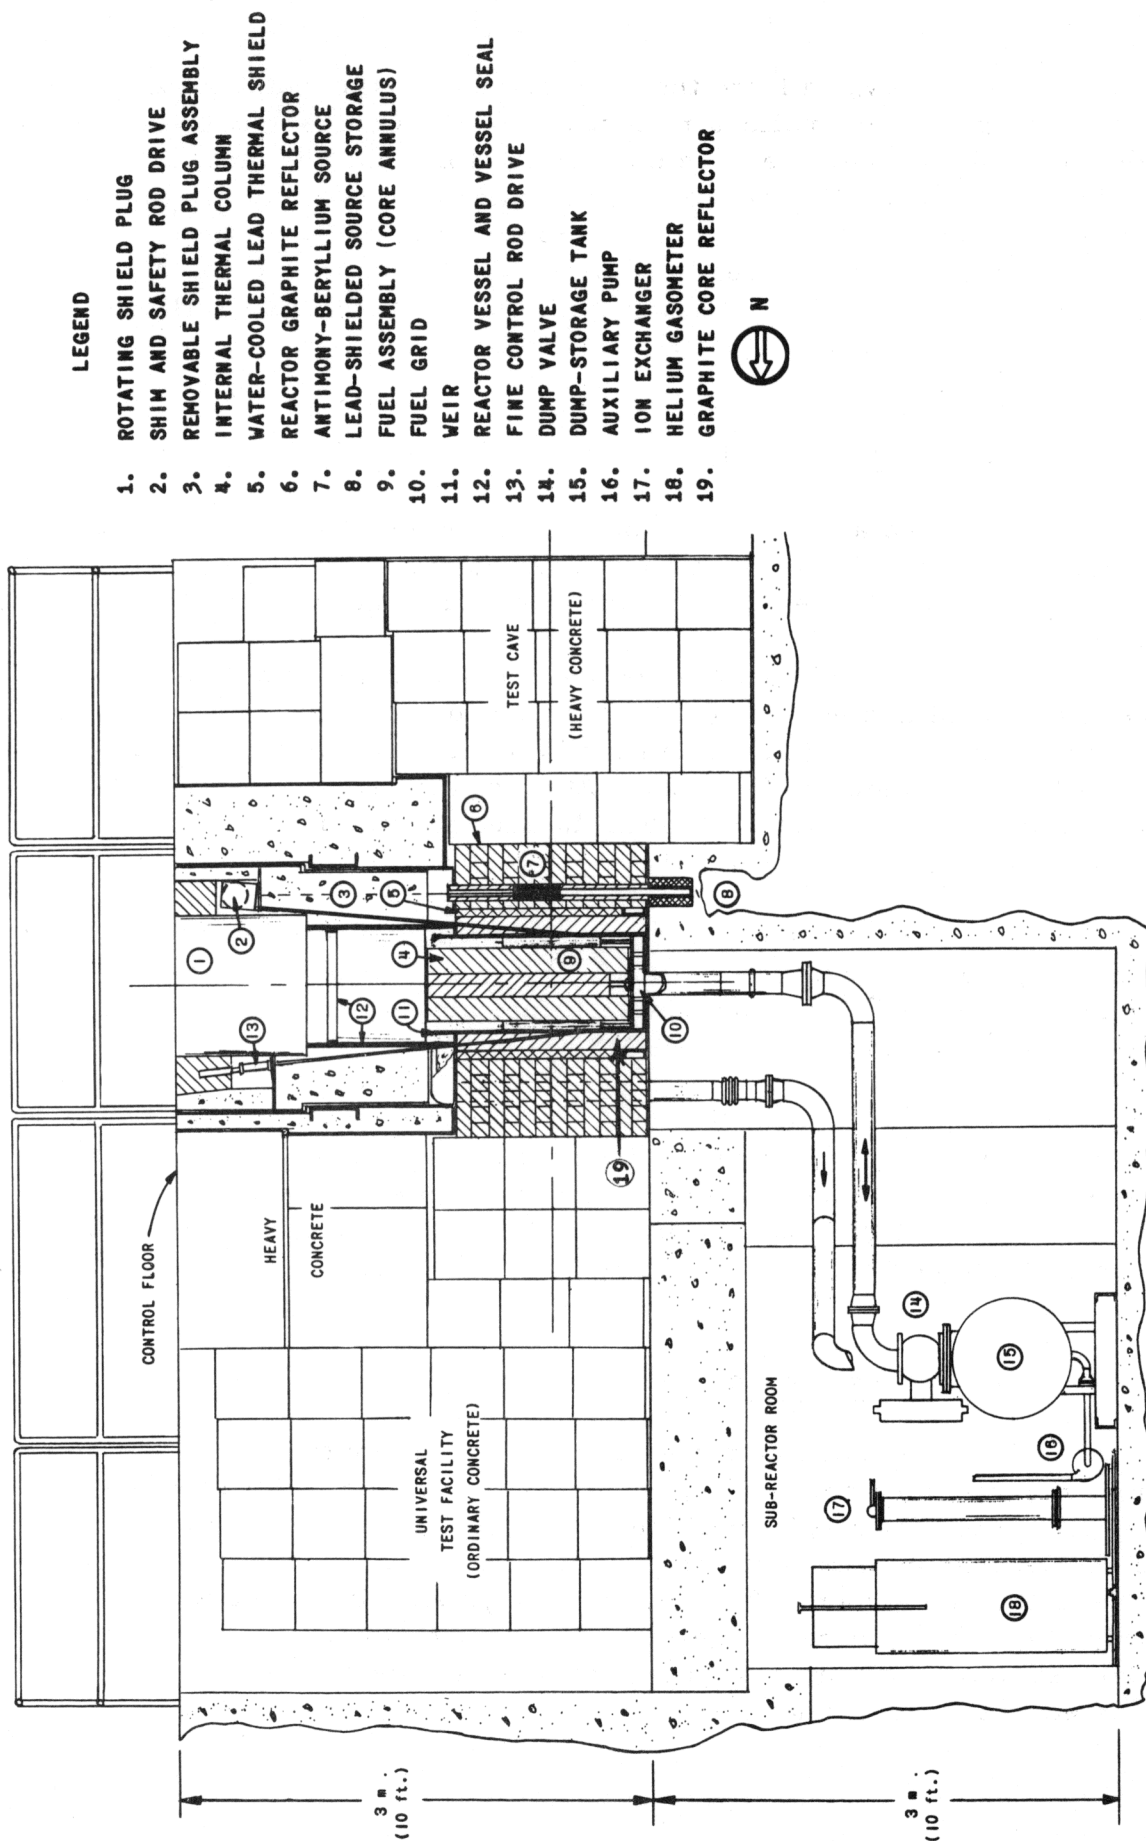 LEGEND
1. ROTATING SHIELD PLUG
2. SHIM AND SAFETY ROD DRIVE
3. REMOVABLE SHIELD PLUG ASSEMBLY
4. INTERNAL THERMAL COLUMN
5. WATER-COOLED LEAD THERMAL SHIELD
6. REACTOR GRAPHITE REFLECTOR
7. ANTIMONY-BERYLLIUM SOURCE
8. LEAD-SHIELDED SOURCE STORAGE
9. FUEL ASSEMBLY (CORE ANNULUS)
10. FUEL GRID
11. WEIR
12. REACTOR VESSEL AND VESSEL SEAL
13. FINE CONTROL ROD DRIVE
14. DUMP VALVE
15. DUMP-STORAGE TANK
16. AUXILIARY PUMP
17. ION EXCHANGER
18. HELIUM GASOMETER
19. GRAPHITE CORE REFLECTOR
N
CONTROL FLOOR
HEAVY
CONCRETE
UNIVERSAL
TEST FACILITY
(ORDINARY CONCRETE)
TEST CAVE
(HEAVY CONCRETE)
SUB-REACTOR ROOM
1
2
3
4
5
6
7
8
9
10
11
12
13
14
15
16
17
18
19
3 m.
(10 ft.)
3 m.
(10 ft.)